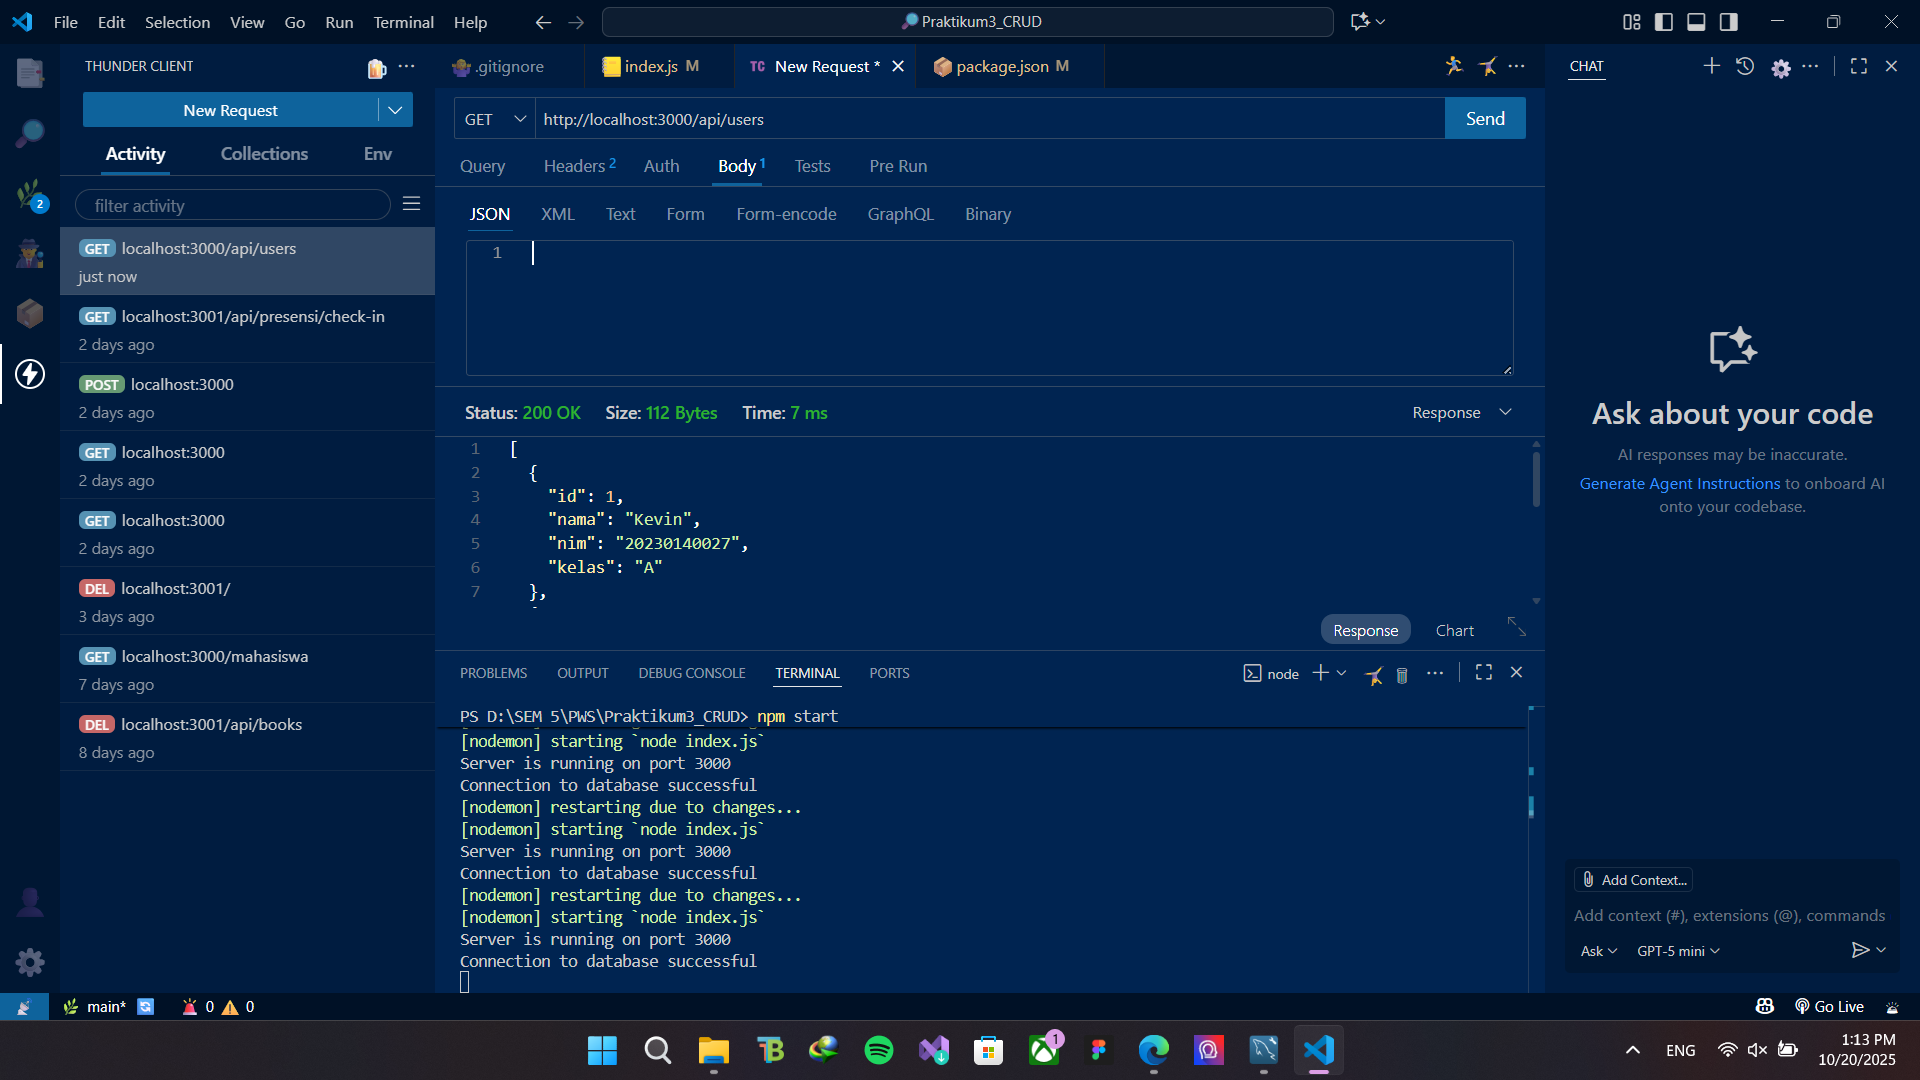 File Edit Selection View Go Run Terminal Help
Praktikum3_CRUD
THUNDER CLIENT
New Request
Activity Collections Env
filter activity
GET localhost:3000/api/users
just now
GET localhost:3001/api/presensi/check-in
2 days ago
POST localhost:3000
2 days ago
GET localhost:3000
2 days ago
GET localhost:3000
2 days ago
DEL localhost:3001/
3 days ago
GET localhost:3000/mahasiswa
7 days ago
DEL localhost:3001/api/books
8 days ago
2
.gitignore
index.js M
TC New Request *
package.json M
GET http://localhost:3000/api/users Send
Query Headers 2 Auth Body 1 Tests Pre Run
JSON XML Text Form Form-encode GraphQL Binary
1
Status: 200 OK Size: 112 Bytes Time: 7 ms Response
1 [
2 {
3 "id": 1,
4 "nama": "Kevin",
5 "nim": "20230140027",
6 "kelas": "A"
7 },
Response Chart
PROBLEMS OUTPUT DEBUG CONSOLE TERMINAL PORTS
node
PS D:\SEM 5\PWS\Praktikum3_CRUD> npm start
[nodemon] starting `node index.js`
Server is running on port 3000
Connection to database successful
[nodemon] restarting due to changes...
[nodemon] starting `node index.js`
Server is running on port 3000
Connection to database successful
[nodemon] restarting due to changes...
[nodemon] starting `node index.js`
Server is running on port 3000
Connection to database successful
CHAT
Ask about your code
AI responses may be inaccurate.
Generate Agent Instructions to onboard AI
onto your codebase.
Add Context...
Add context (#), extensions (@), commands
Ask GPT-5 mini
main* 0 0
Go Live
1
ENG
1:13 PM
10/20/2025